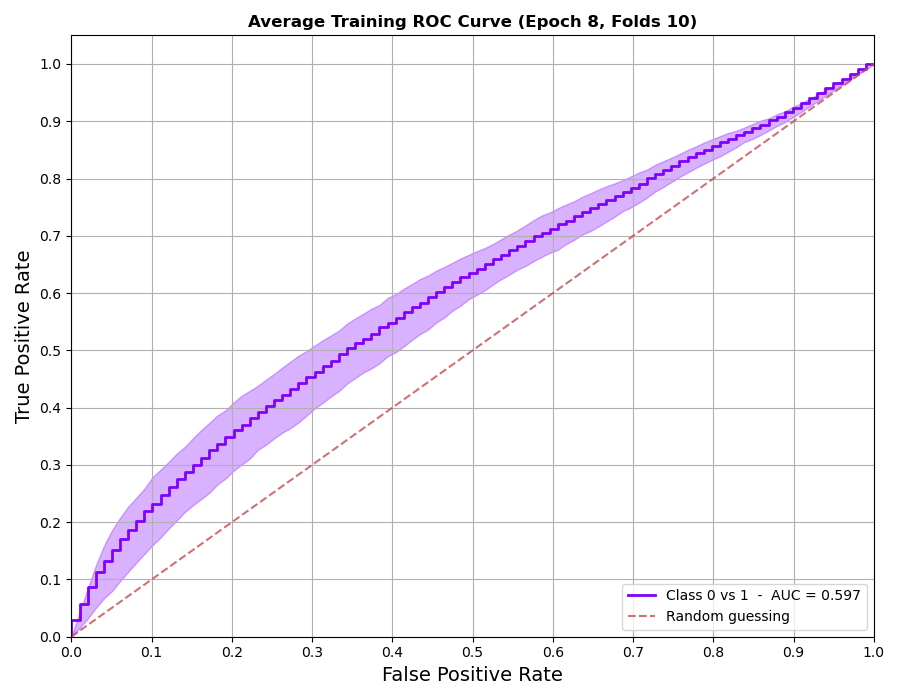 Average Training ROC Curve (Epoch 8, Folds 10)
True Positive Rate
1.0
0.9
0.8
0.7
0.6
0.5
0.4
0.3
0.2
0.1
0.0
Class 0 vs 1 - AUC = 0.597
Random guessing
0.0 0.1 0.2 0.3 0.4 0.5 0.6 0.7 0.8 0.9 1.0
False Positive Rate